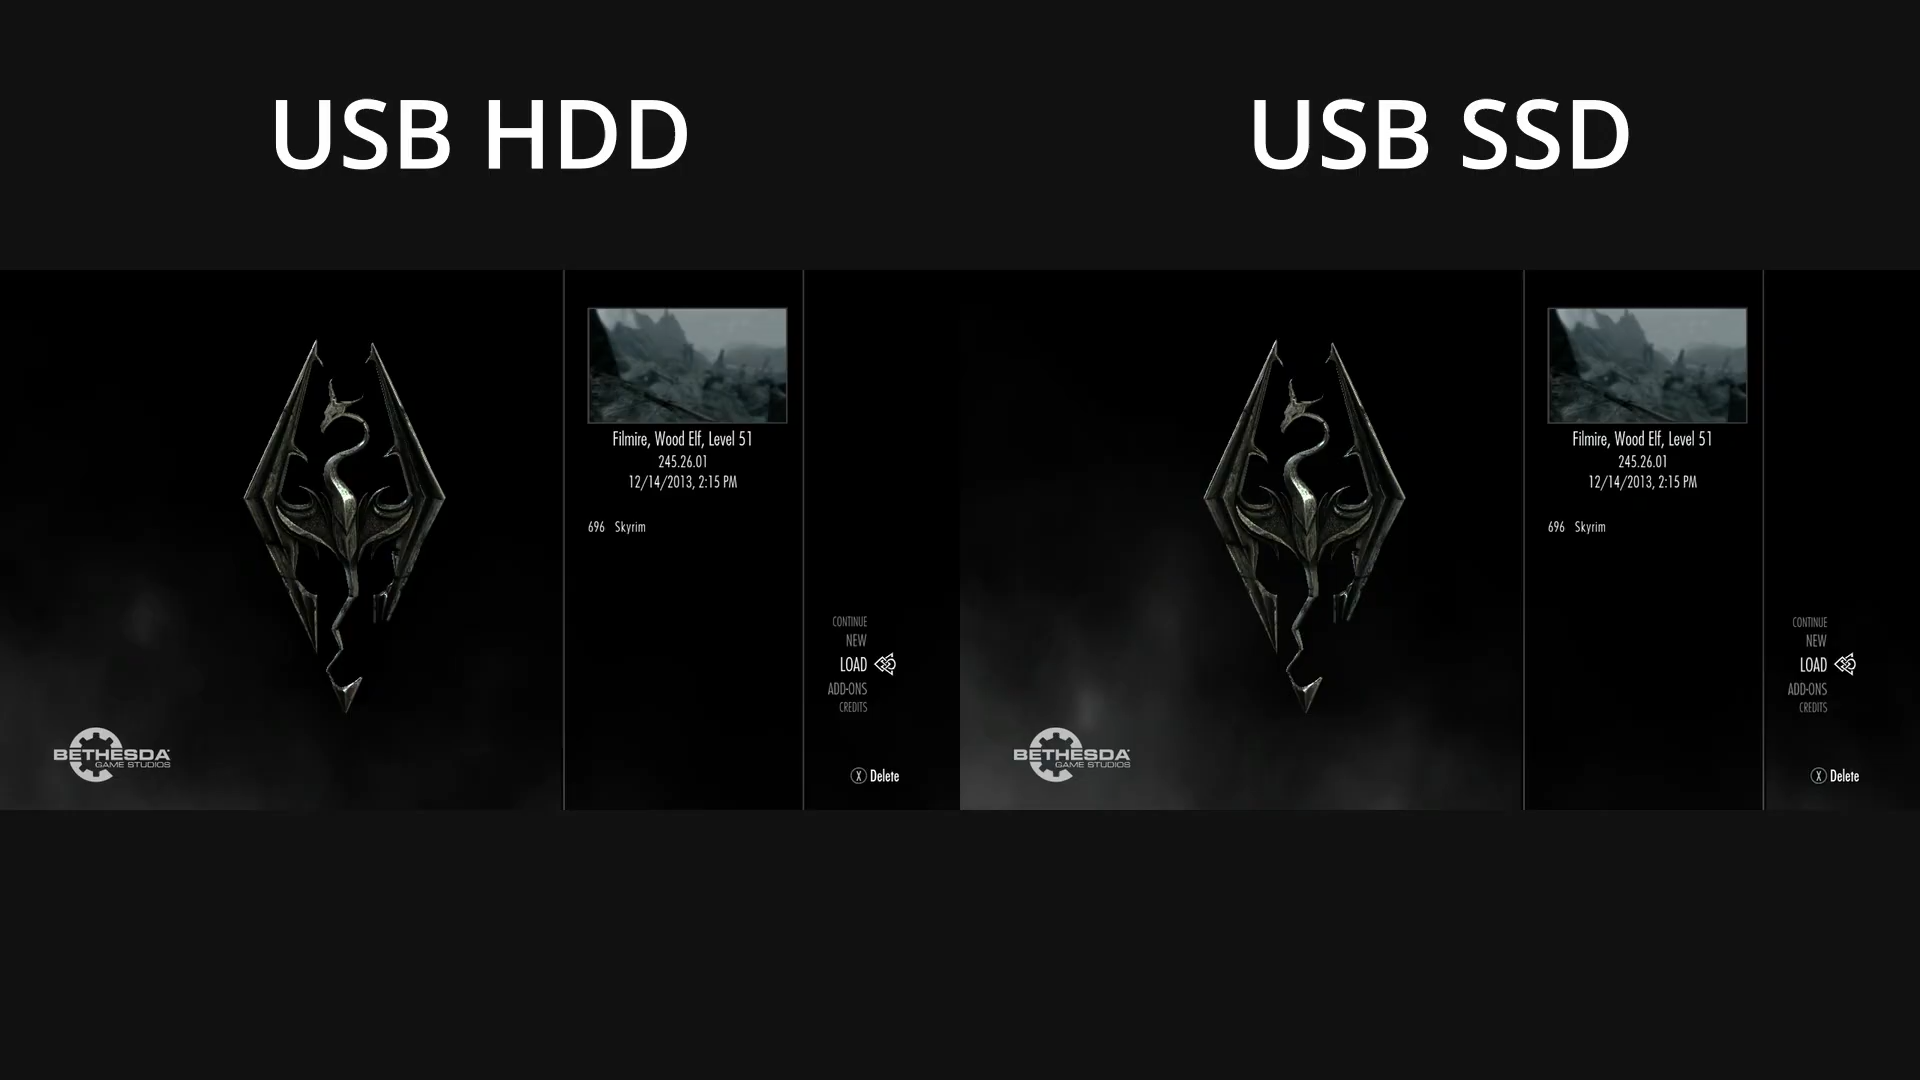 USB HDD
USB SSD
Filmire, Wood Elf, Level 51
245.26.01
12/14/2013, 2:15 PM
696 Skyrim
CONTINUE
NEW
LOAD
ADD-ONS
CREDITS
BETHESDA
GAME STUDIOS
X Delete
Filmire, Wood Elf, Level 51
245.26.01
12/14/2013, 2:15 PM
696 Skyrim
CONTINUE
NEW
LOAD
ADD-ONS
CREDITS
BETHESDA
GAME STUDIOS
X Delete